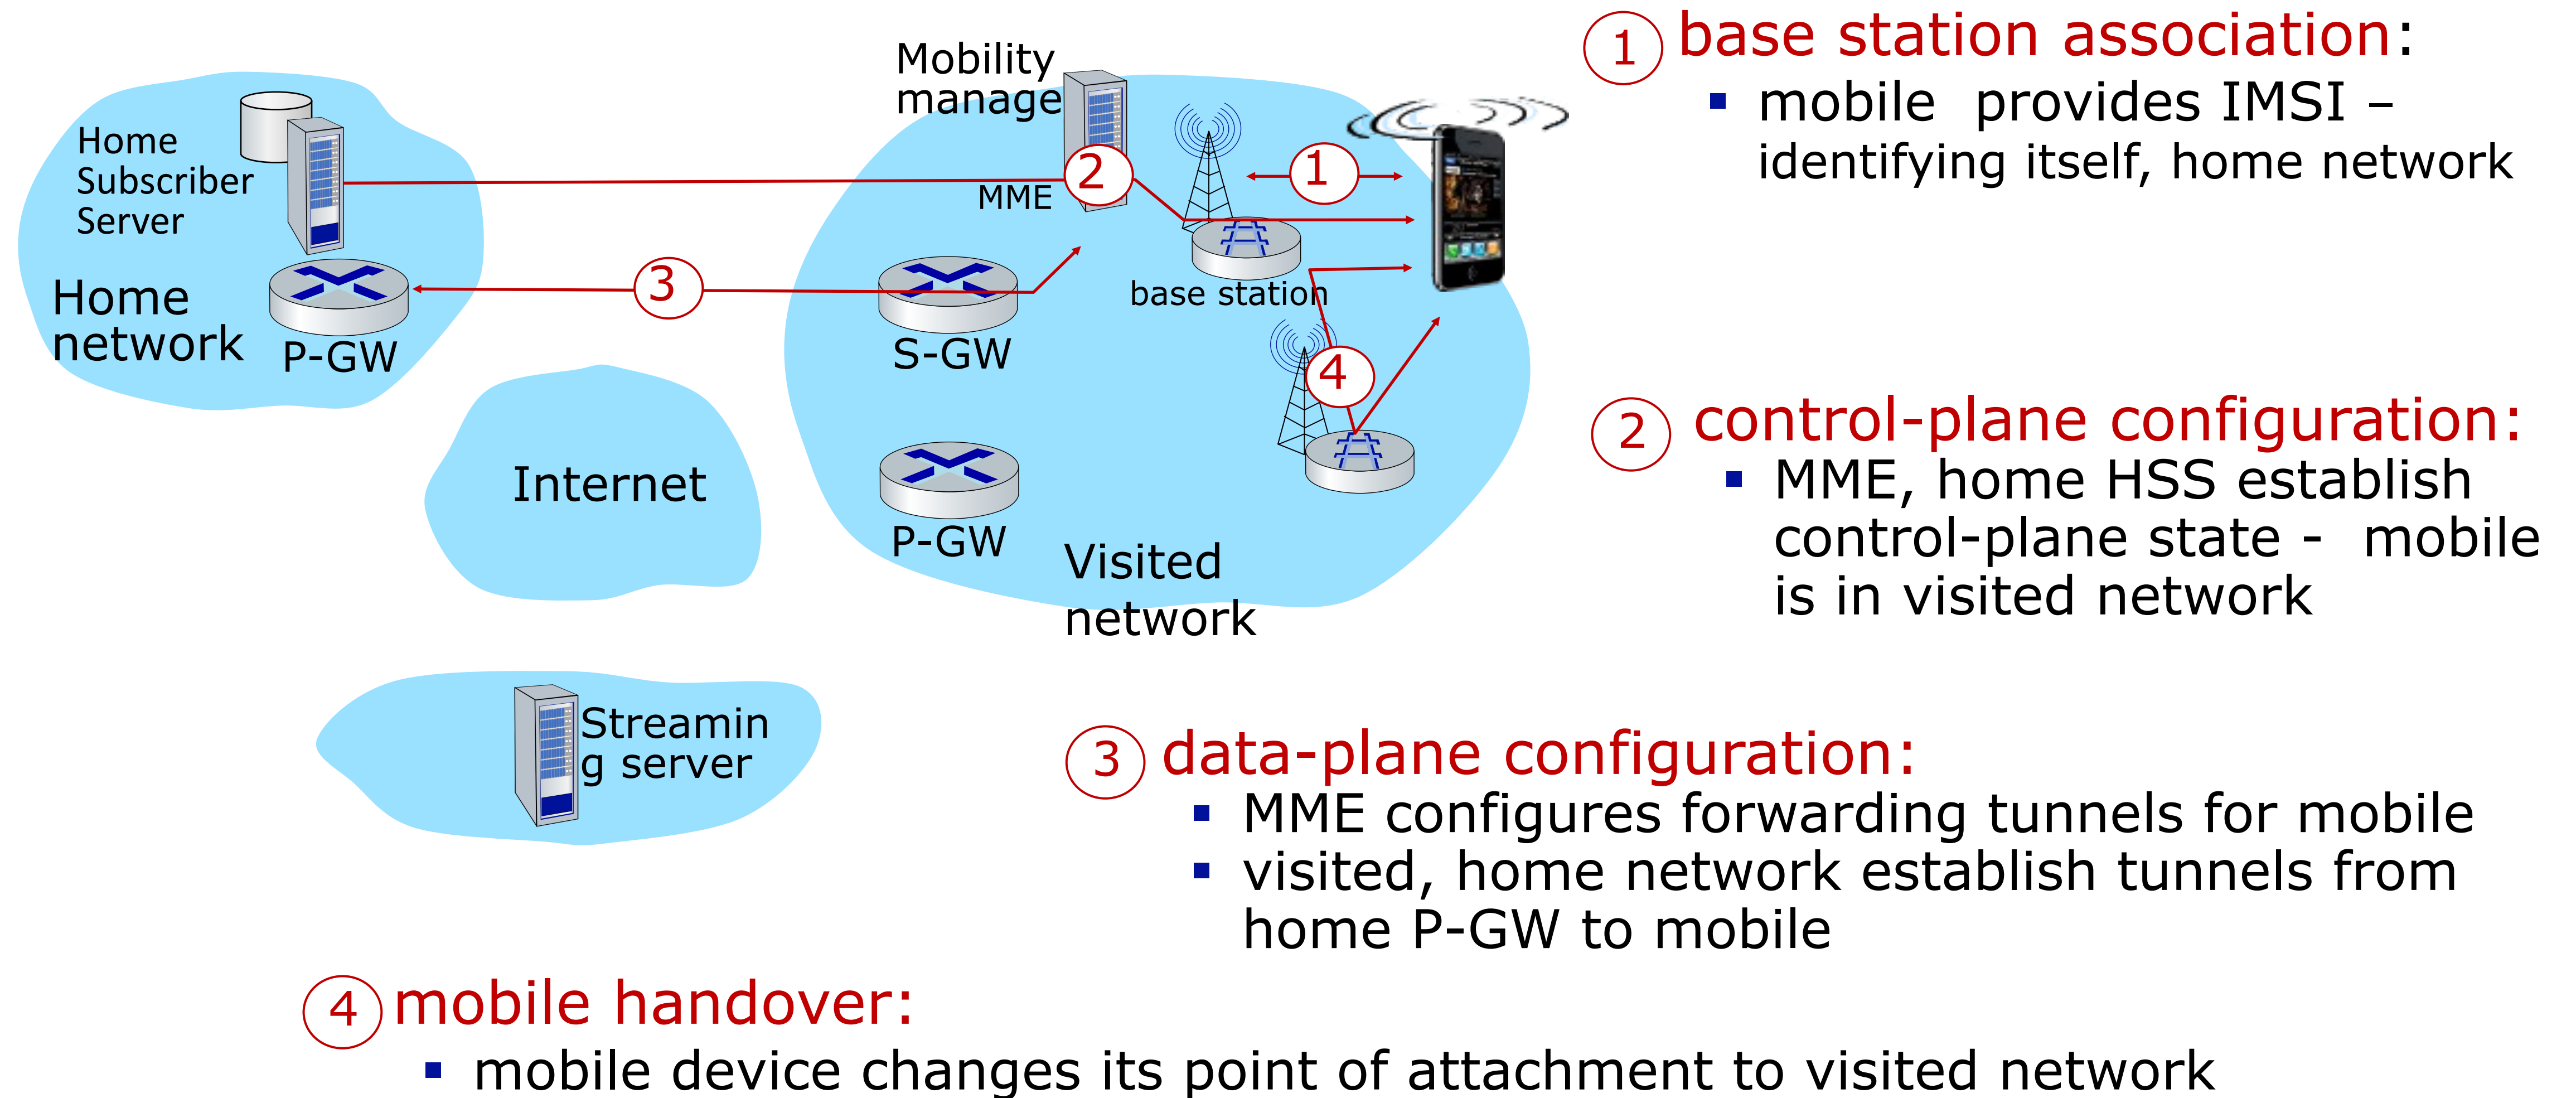 Mobility
manage
Home
Subscriber
Server
MME
2
1
3
Home
network
P-GW
S-GW
base station
4
Internet
P-GW
Visited
network
Streamin
g server
1 base station association:
▪ mobile provides IMSI –
identifying itself, home network
2 control-plane configuration:
▪ MME, home HSS establish
control-plane state - mobile
is in visited network
3 data-plane configuration:
▪ MME configures forwarding tunnels for mobile
▪ visited, home network establish tunnels from
home P-GW to mobile
4 mobile handover:
▪ mobile device changes its point of attachment to visited network